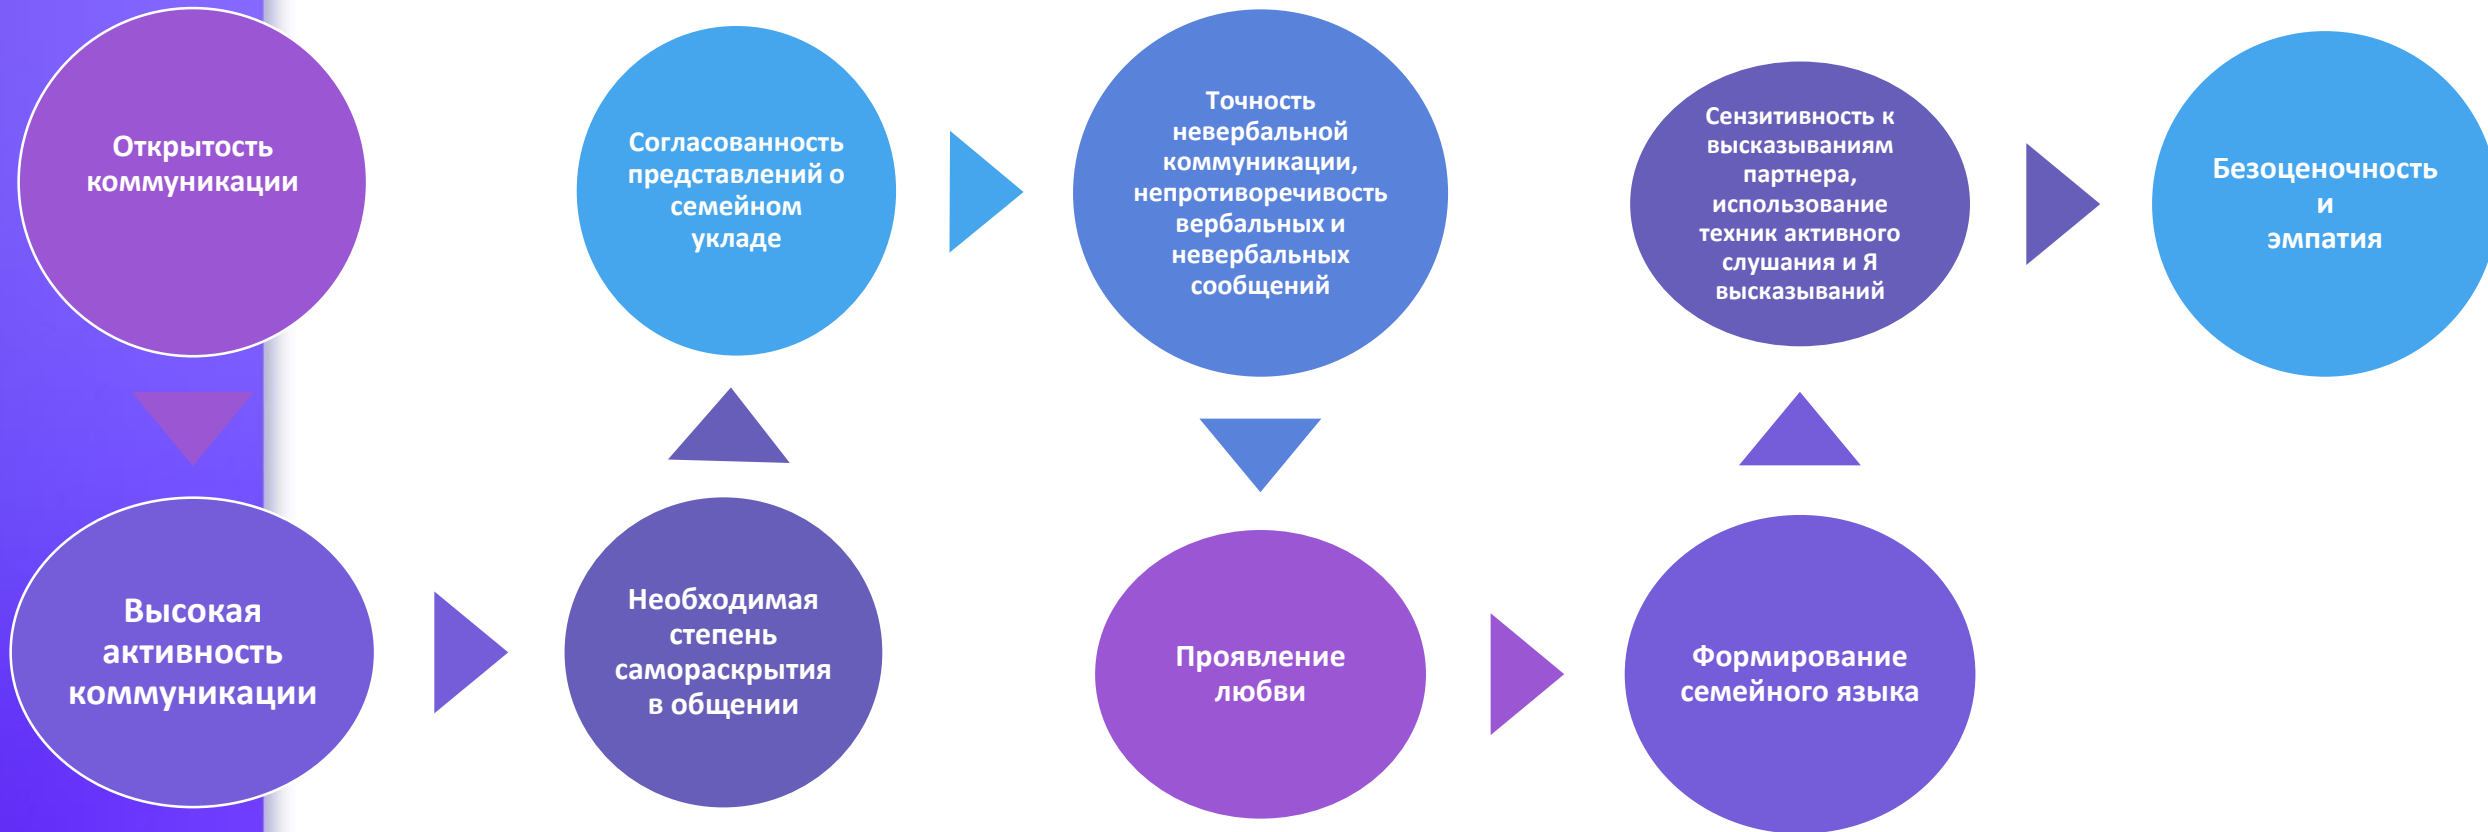 Открытость
коммуникации
Высокая
активность
коммуникации
Необходимая
степень
самораскрытия
в общении
Согласованность
представлений о
семейном
укладе
Точность
невербальной
коммуникации,
непротиворечивость
вербальных и
невербальных
сообщений
Проявление
любви
Формирование
семейного языка
Сензитивность к
высказываниям
партнера,
использование
техник активного
слушания и Я
высказываний
Безоценочность
и
эмпатия